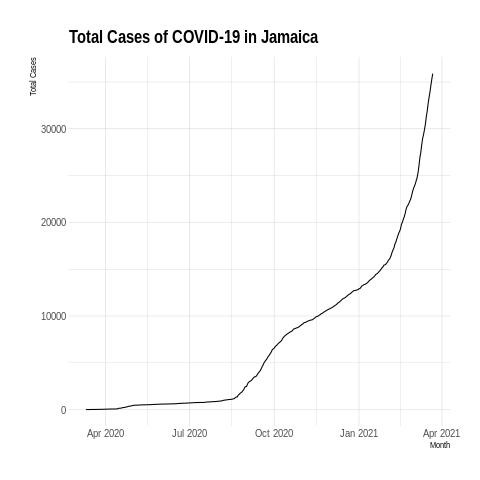 Total Cases of COVID-19 in Jamaica
Total Cases
30000
20000
10000
0
Apr 2020 Jul 2020 Oct 2020 Jan 2021 Apr 2021
Month